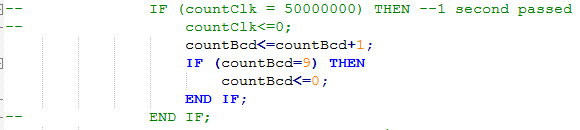 -- IF (countClk = 50000000) THEN --1 second passed
-- countClk<=0;
countBcd<=countBcd+1;
IF (countBcd=9) THEN
countBcd<=0;
END IF;
-- END IF;